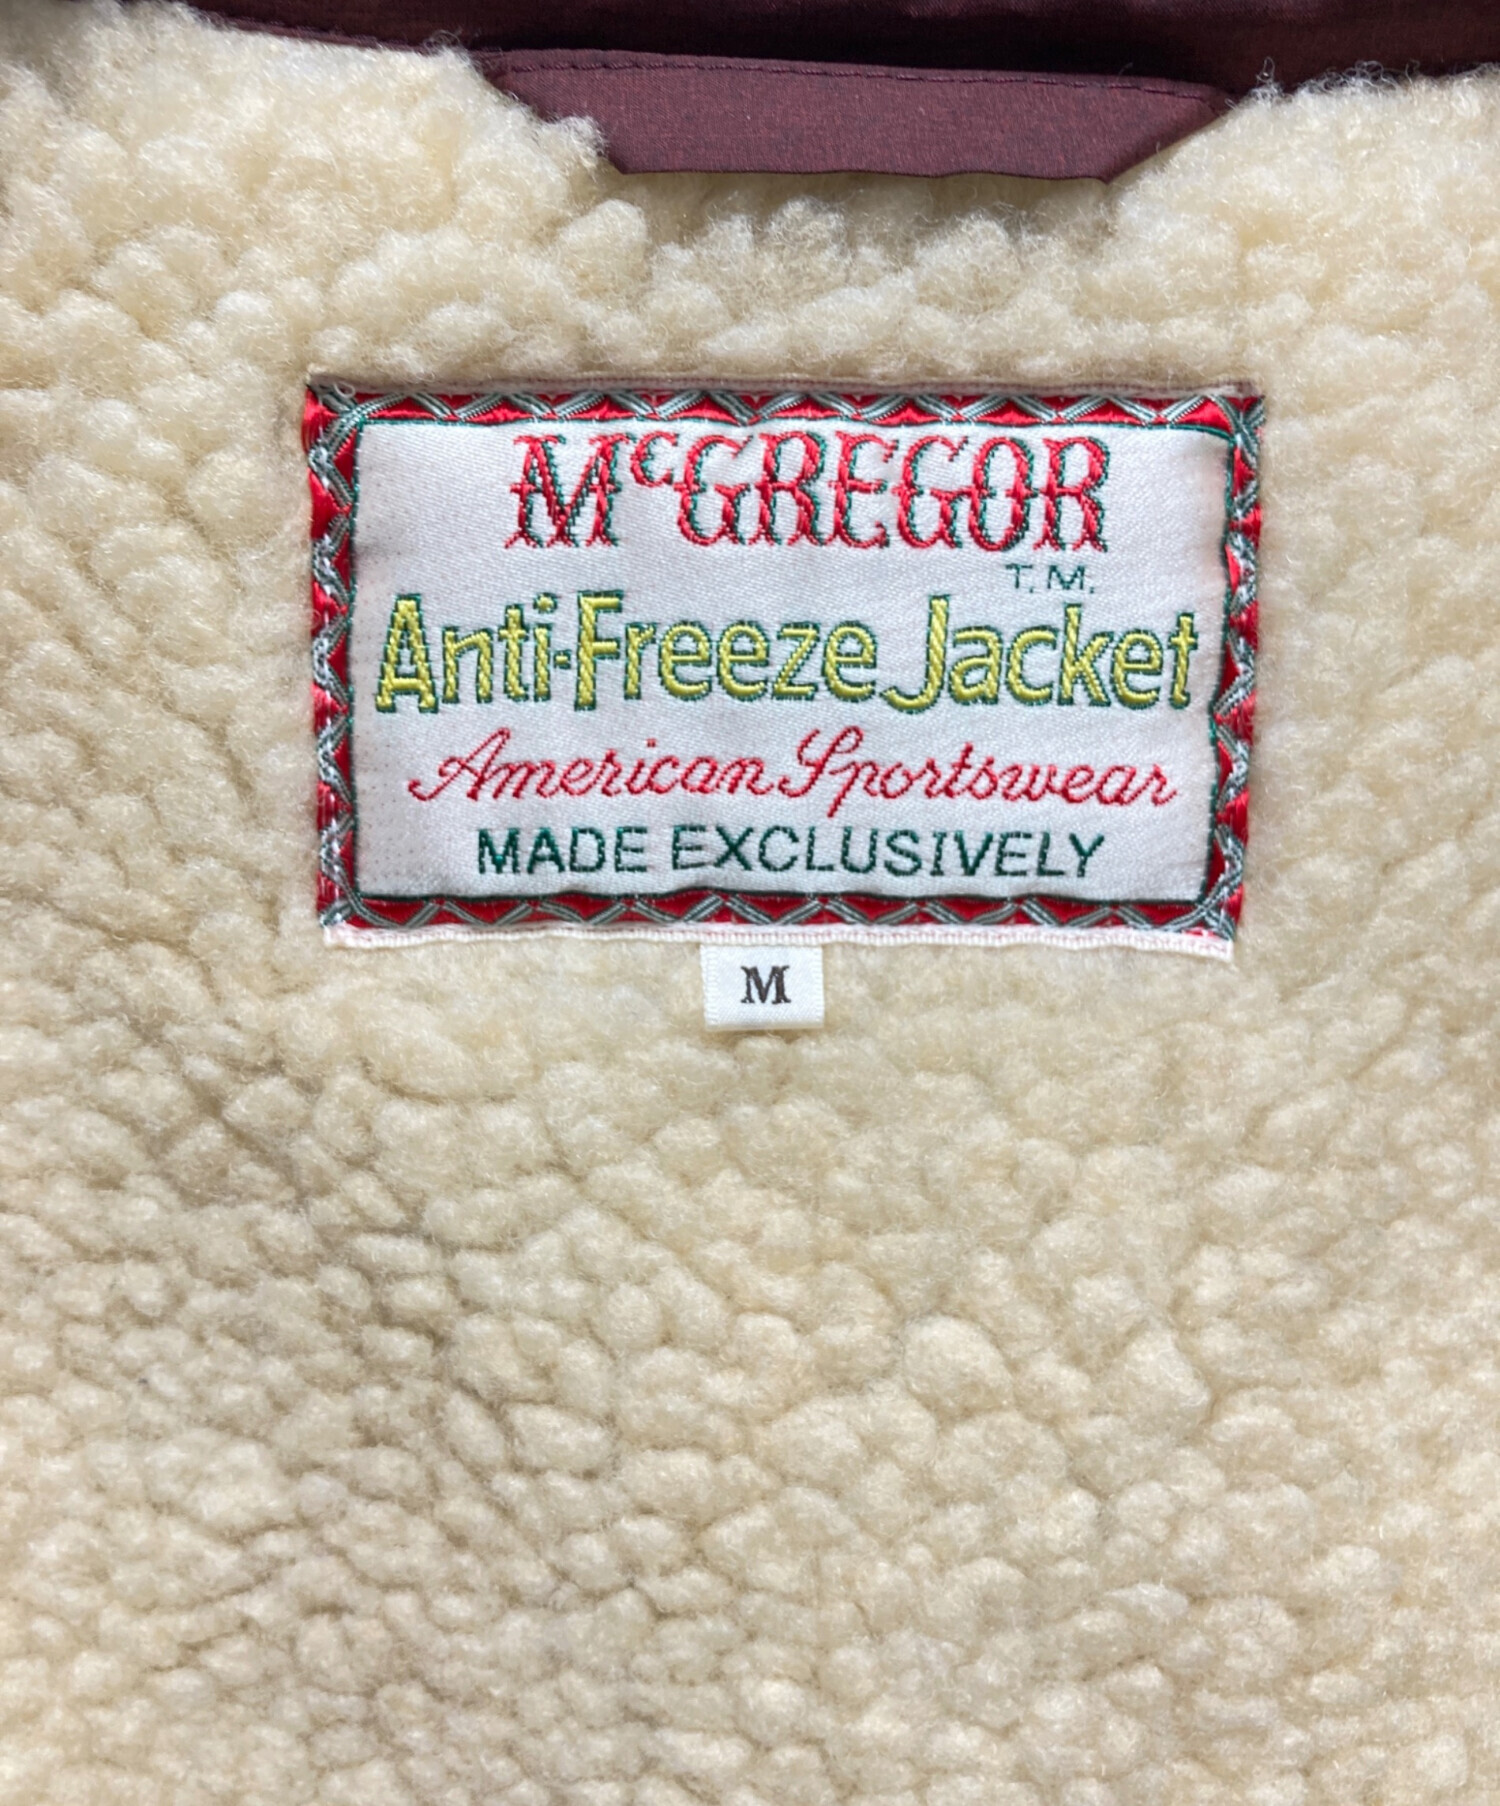 McGREGOR
T.M.
Anti-Freeze Jacket
American Sportswear
MADE EXCLUSIVELY
M